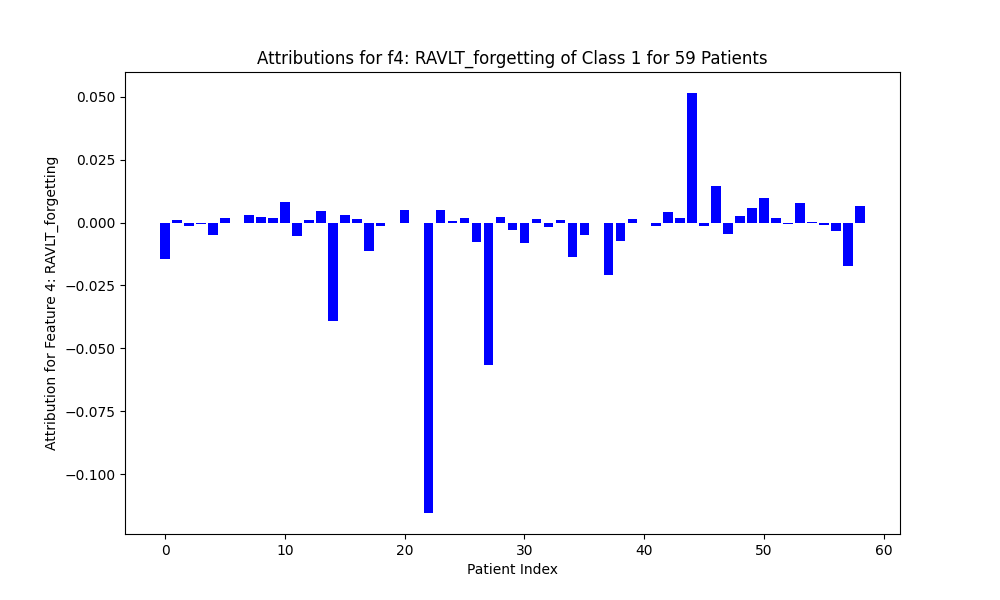 Attributions for f4: RAVLT_forgetting of Class 1 for 59 Patients
Attribution for Feature 4: RAVLT_forgetting
0.050
0.025
0.000
−0.025
−0.050
−0.075
−0.100
0 10 20 30 40 50 60
Patient Index